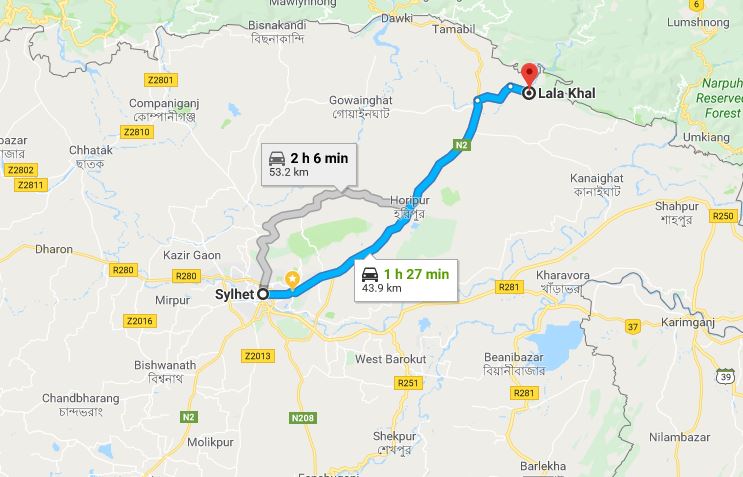 Mawlynnong
Dawki
Lumshnong
6
Bisnakandi
বিছনাকান্দি
Tamabil
Z2801
Lala Khal
Narpuh
Reserved
Forest
Companiganj
কোম্পানীগঞ্জ
Gowainghat
গোয়াইনঘাট
Z2810
N2
Umkiang
Chhatak
ছাতক
Z2802
Z2811
2 h 6 min
53.2 km
Kanaighat
কানাইঘাট
Horipur
হরিপুর
Shahpur
শাহপুর
R250
Dharon
Kazir Gaon
R280
R280
1 h 27 min
43.9 km
Kharavora
খাঁড়াভরা
Sylhet
Mirpur
R281
Z2016
37
Karimganj
Z2013
West Barokut
Beanibazar
বিয়ানীবাজার
Bishwanath
বিশ্বনাথ
R251
39
R281
Chandbharang
চান্দভরাং
N2
N208
Molikpur
Shekpur
শেখপুর
Nilambazar
Barlekha